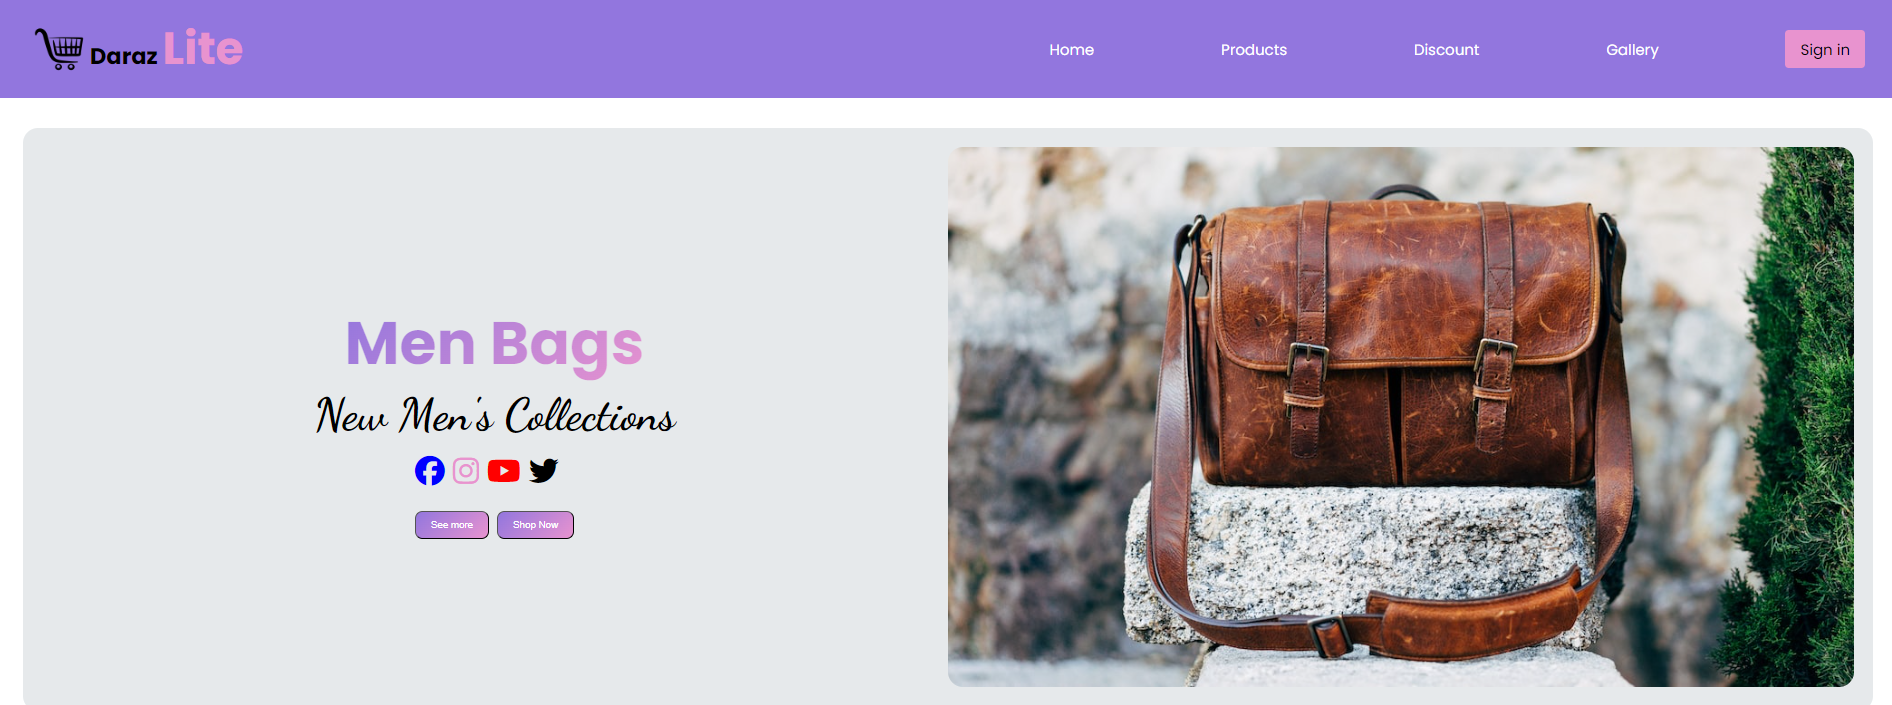 Daraz Lite
Home Products Discount Gallery Sign in
Men Bags
New Men's Collections
See more Shop Now